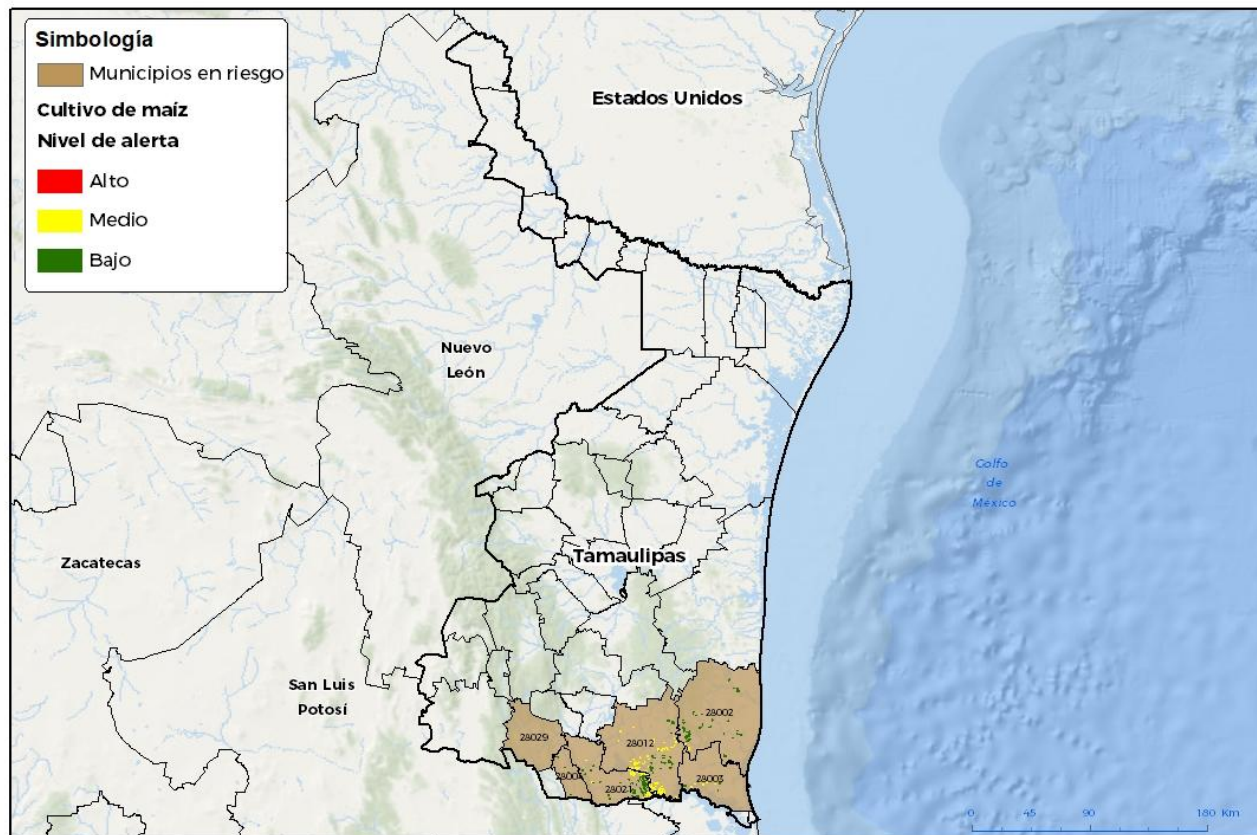 Simbología
Municipios en riesgo
Cultivo de maíz
Nivel de alerta
Alto
Medio
Bajo
Estados Unidos
Nuevo
León
Golfo
de
México
Tamaulipas
Zacatecas
San Luis
Potosí
28002
28029
28012
28003
28021
0 45 90 180 Km